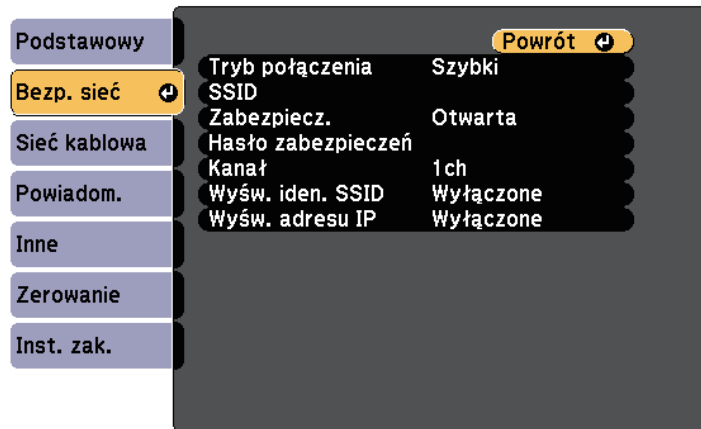 Podstawowy
Bezp. sieć
Sieć kablowa
Powiadom.
Inne
Zerowanie
Inst. zak.
Powrót
Tryb połączenia Szybki
SSID
Zabezpiecz. Otwarta
Hasło zabezpieczeń
Kanał 1ch
Wyśw. iden. SSID Wyłączone
Wyśw. adresu IP Wyłączone